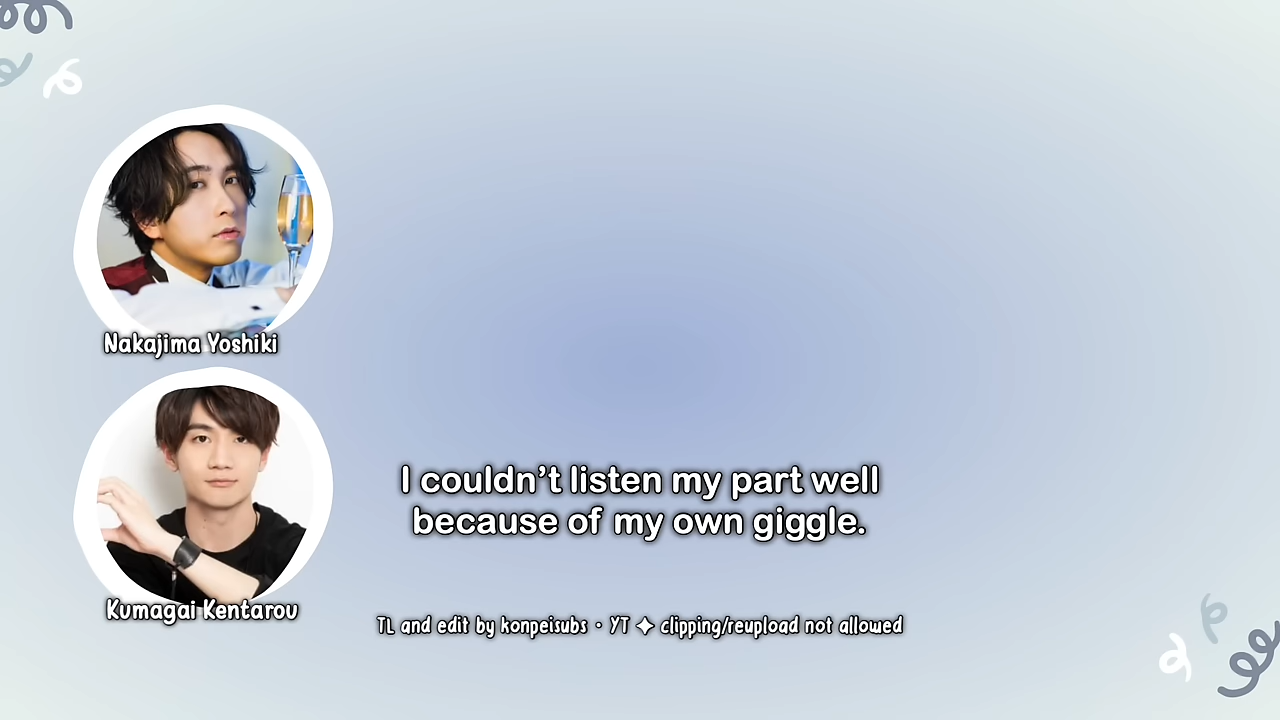 Nakajima Yoshiki
Kumagai Kentarou
I couldn't listen my part well
because of my own giggle.
TL and edit by konpeisubs • YT ✦ clipping/reupload not allowed